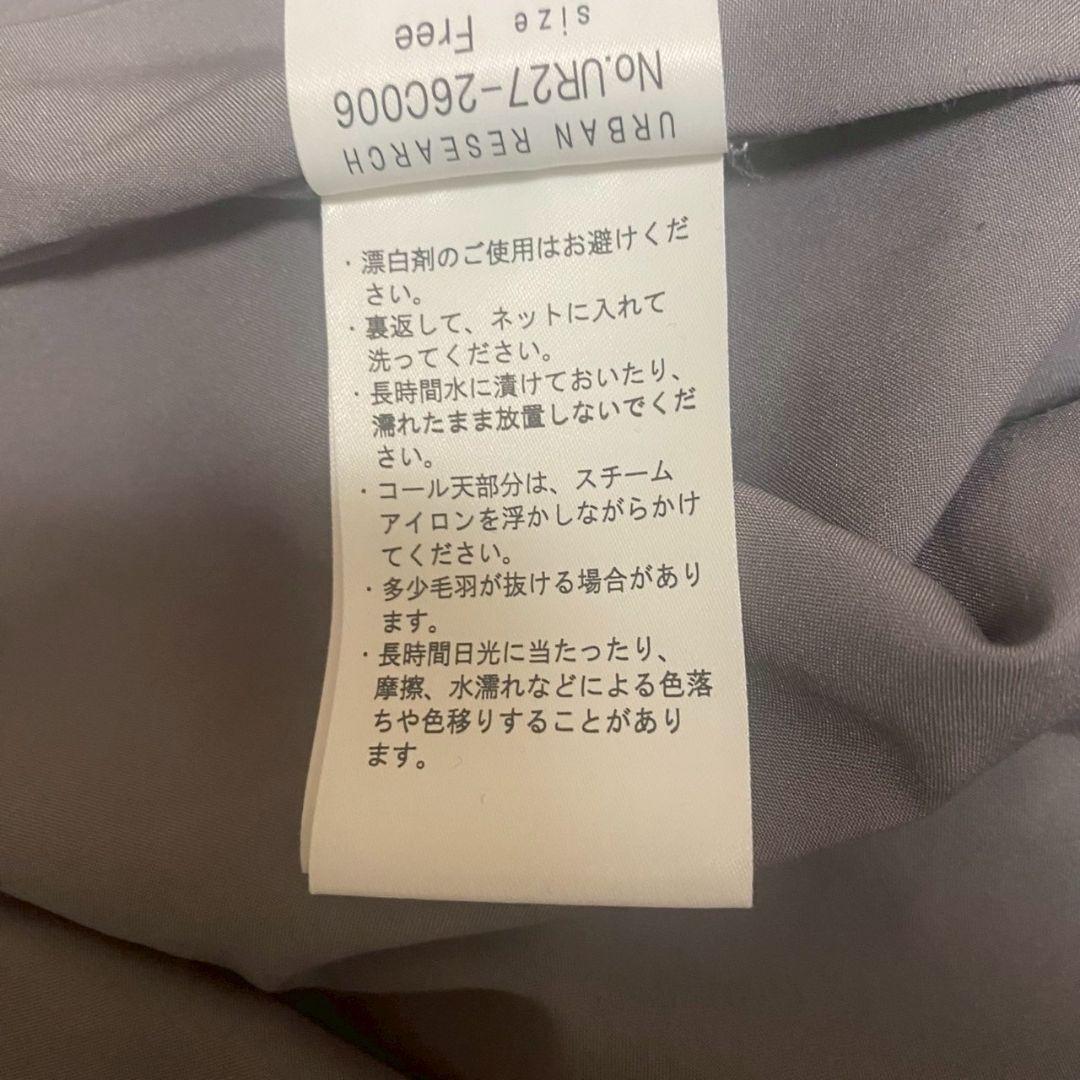 URBAN RESEARCH
No.UR27-26C006
size Free
・漂白剤のご使用はお避けくだ
さい。
・裏返して、ネットに入れて
洗ってください。
・長時間水に漬けておいたり、
濡れたまま放置しないでくだ
さい。
・コール天部分は、スチーム
アイロンを浮かしながらかけ
てください。
・多少毛羽が抜ける場合があり
ます。
・長時間日光に当たったり、
摩擦、水濡れなどによる色落
ちや色移りすることがあり
ます。